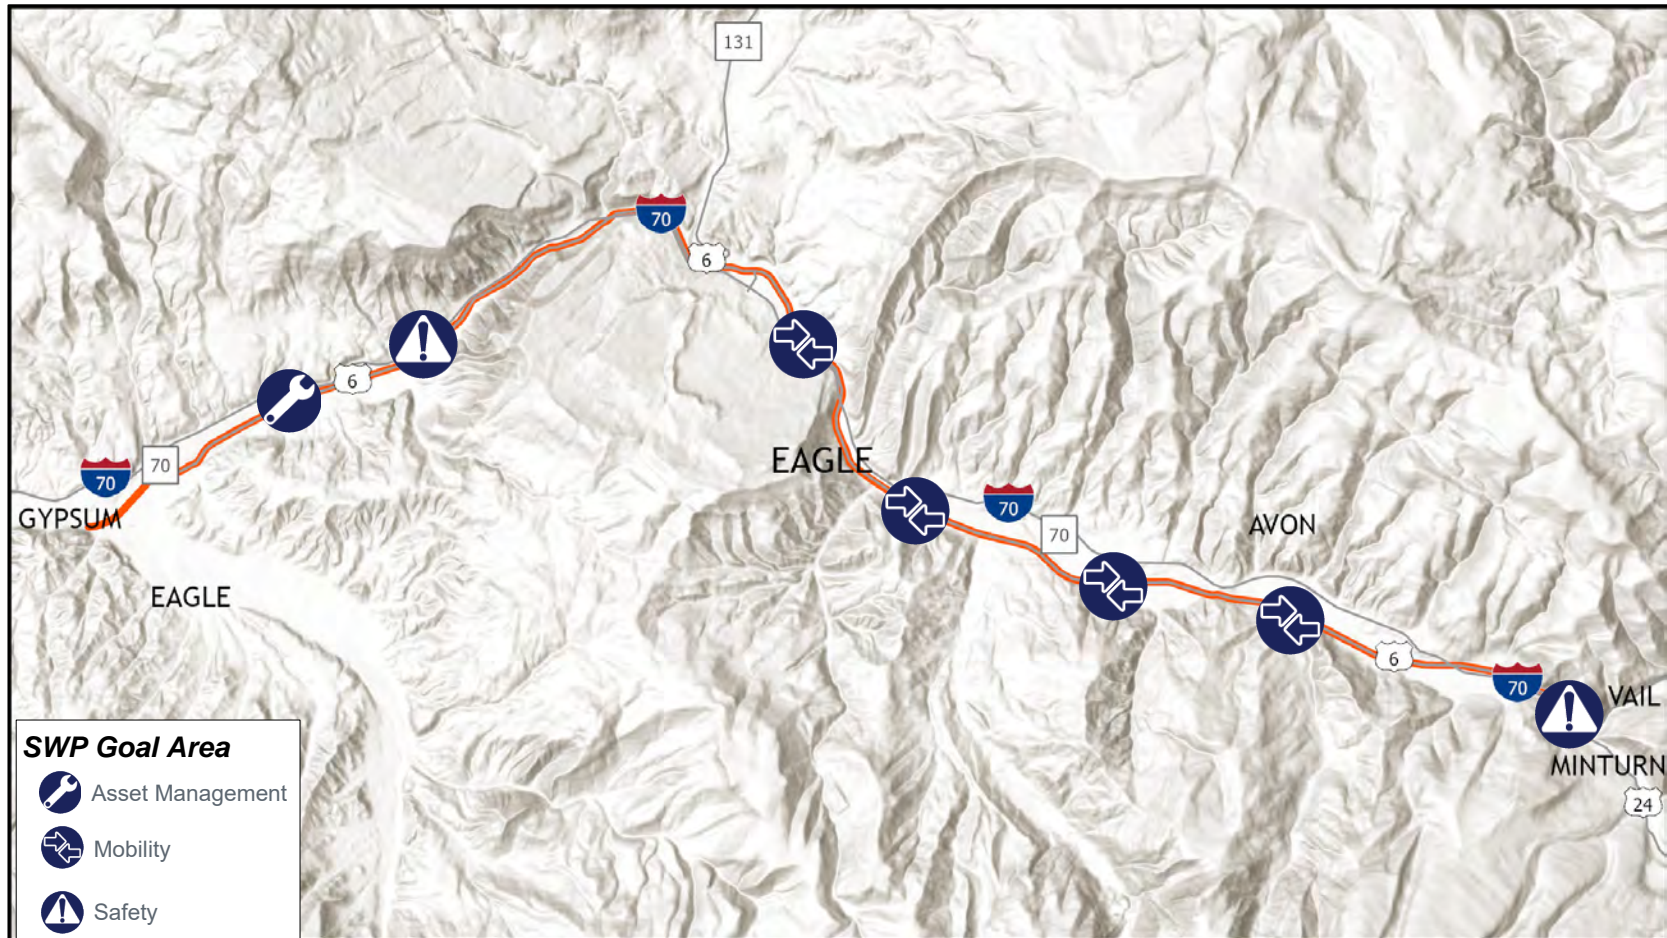 131
70
6
6
70
70
GYPSUM
EAGLE
EAGLE
70
70
AVON
6
70
VAIL
MINTURN
24
SWP Goal Area
Asset Management
Mobility
Safety